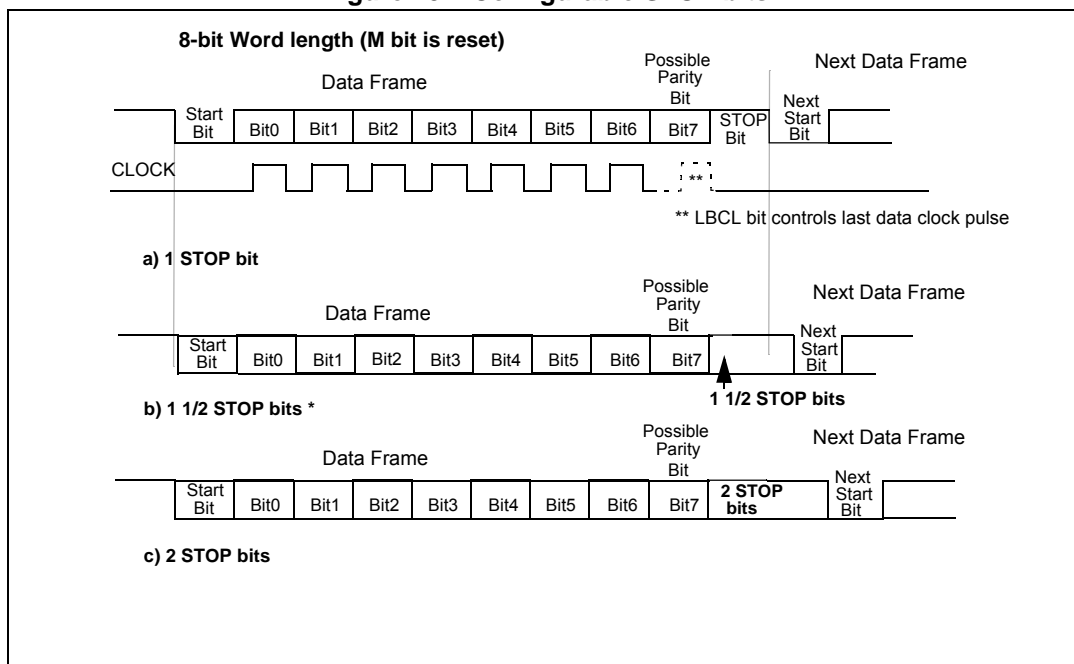 8-bit Word length (M bit is reset)
Possible
Parity
Bit
Next Data Frame
Data Frame
Start
Bit
Bit0 Bit1 Bit2 Bit3 Bit4 Bit5 Bit6 Bit7
STOP
Bit
Next
Start
Bit
CLOCK
**
** LBCL bit controls last data clock pulse
a) 1 STOP bit
Possible
Parity
Bit
Next Data Frame
Data Frame
Start
Bit
Bit0 Bit1 Bit2 Bit3 Bit4 Bit5 Bit6 Bit7
Next
Start
Bit
1 1/2 STOP bits
b) 1 1/2 STOP bits *
Possible
Parity
Bit
Next Data Frame
Data Frame
Start
Bit
Bit0 Bit1 Bit2 Bit3 Bit4 Bit5 Bit6 Bit7
2 STOP
bits
Next
Start
Bit
c) 2 STOP bits